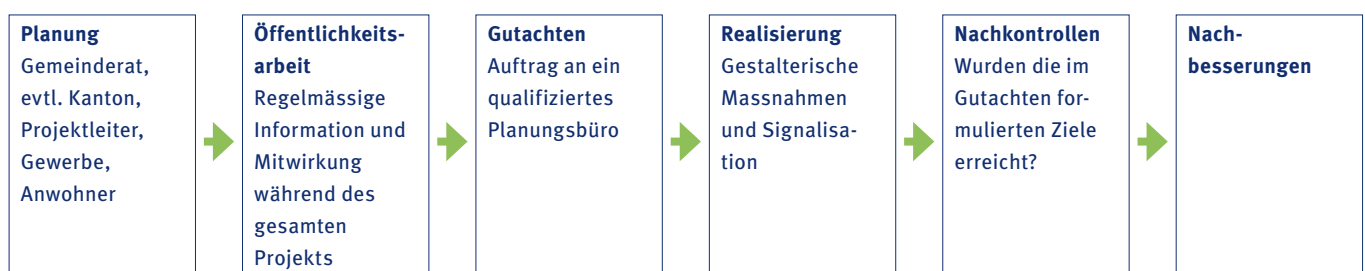 Planung
Gemeinderat,
evtl. Kanton,
Projektleiter,
Gewerbe,
Anwohner
Öffentlichkeits-
arbeit
Regelmässige
Information und
Mitwirkung
während des
gesamten
Projekts
Gutachten
Auftrag an ein
qualifiziertes
Planungsbüro
Realisierung
Gestalterische
Massnahmen
und Signalisa-
tion
Nachkontrollen
Wurden die im
Gutachten for-
mulierten Ziele
erreicht?
Nach-
besserungen